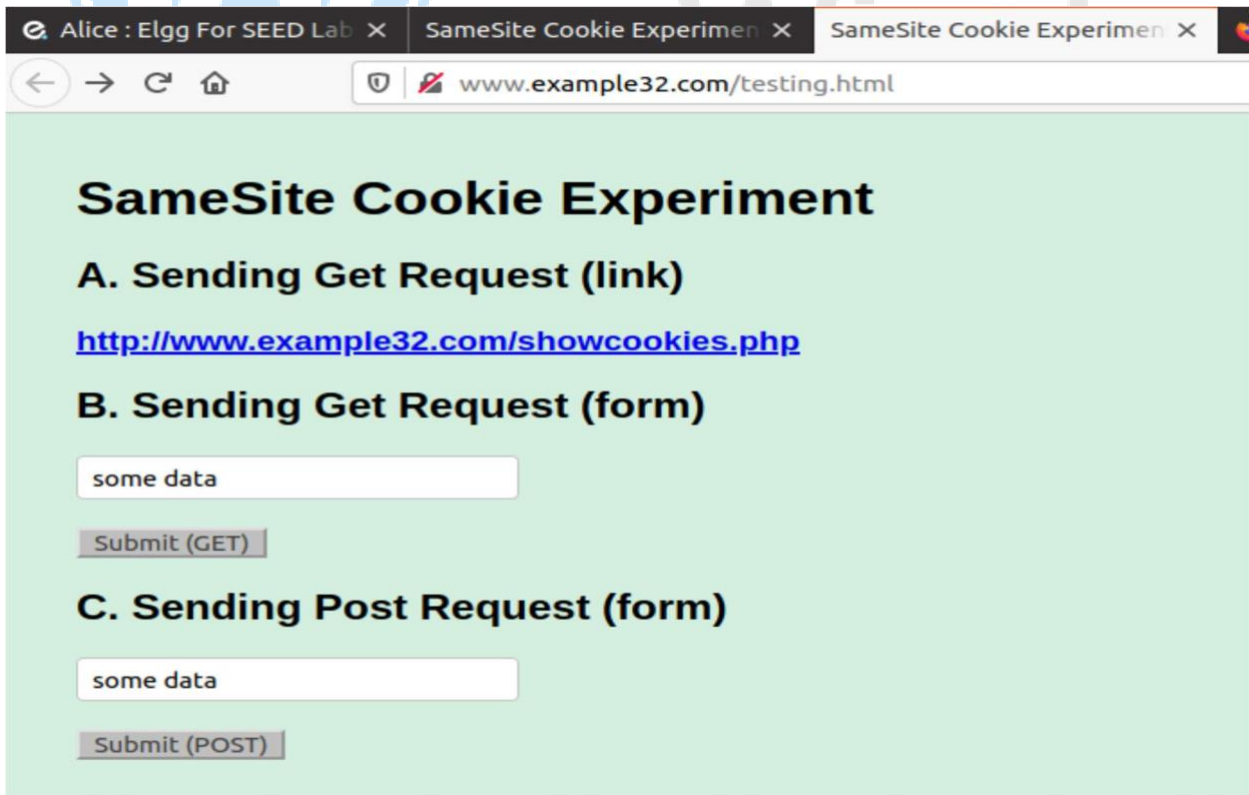 Alice : Elgg For SEED Lab
SameSite Cookie Experimen
SameSite Cookie Experimen
www.example32.com/testing.html
SameSite Cookie Experiment
A. Sending Get Request (link)
http://www.example32.com/showcookies.php
B. Sending Get Request (form)
some data
Submit (GET)
C. Sending Post Request (form)
some data
Submit (POST)